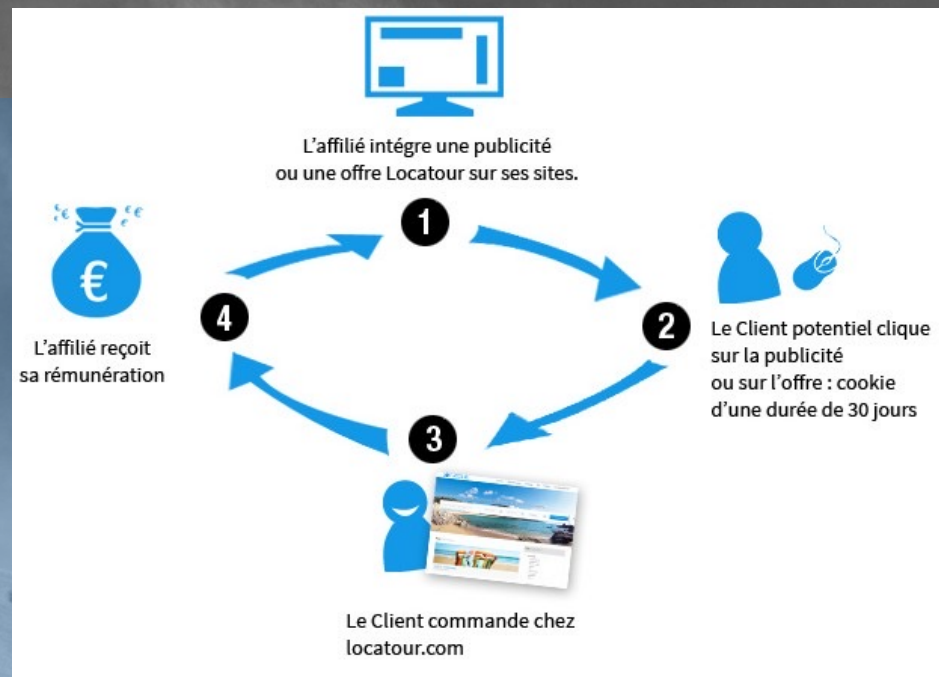 L'affilié intègre une publicité
ou une offre Locatour sur ses sites.
1
2
Le Client potentiel clique
sur la publicité
ou sur l'offre : cookie
d'une durée de 30 jours
3
Le Client commande chez
locatour.com
4
€
L'affilié reçoit
sa rémunération